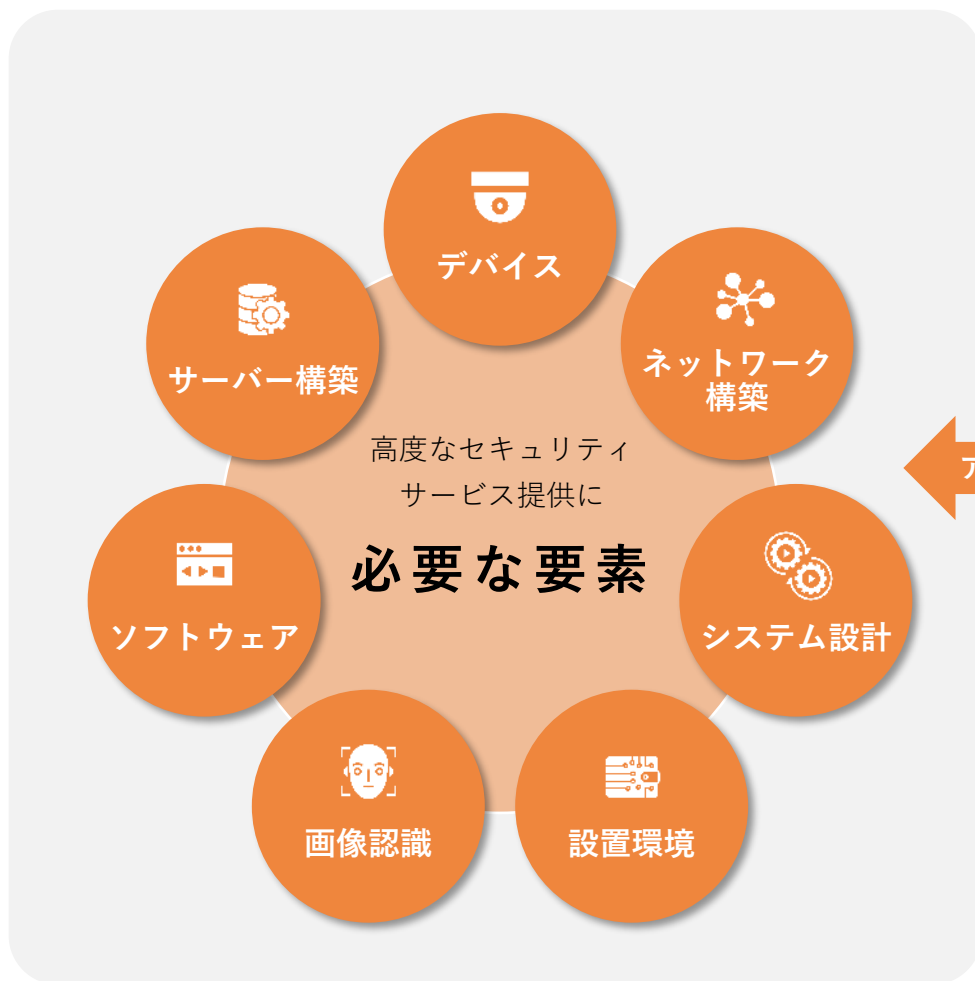 デバイス
ネットワーク
構築
システム設計
設置環境
画像認識
ソフトウェア
サーバー構築
高度なセキュリティ
サービス提供に
必要な要素